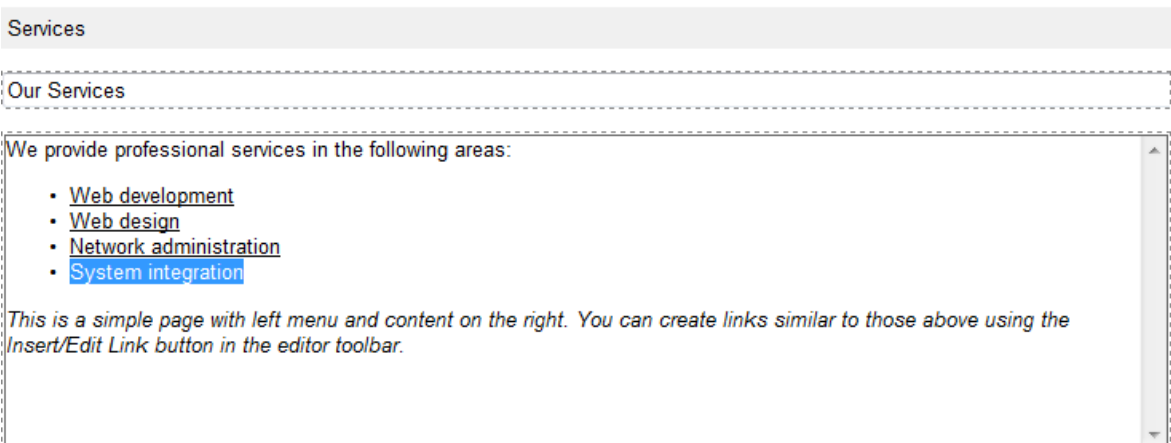 Services
Our Services
We provide professional services in the following areas:
• Web development
• Web design
• Network administration
• System integration
This is a simple page with left menu and content on the right. You can create links similar to those above using the
Insert/Edit Link button in the editor toolbar.